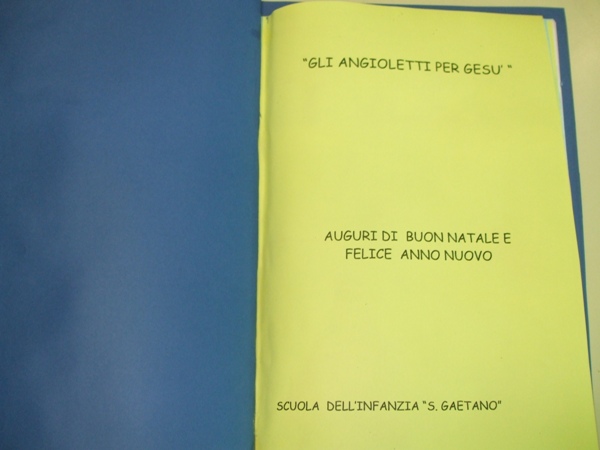 "GLI ANGIOLETTI PER GESU' "
AUGURI DI BUON NATALE E
FELICE ANNO NUOVO
SCUOLA DELL'INFANZIA "S. GAETANO"